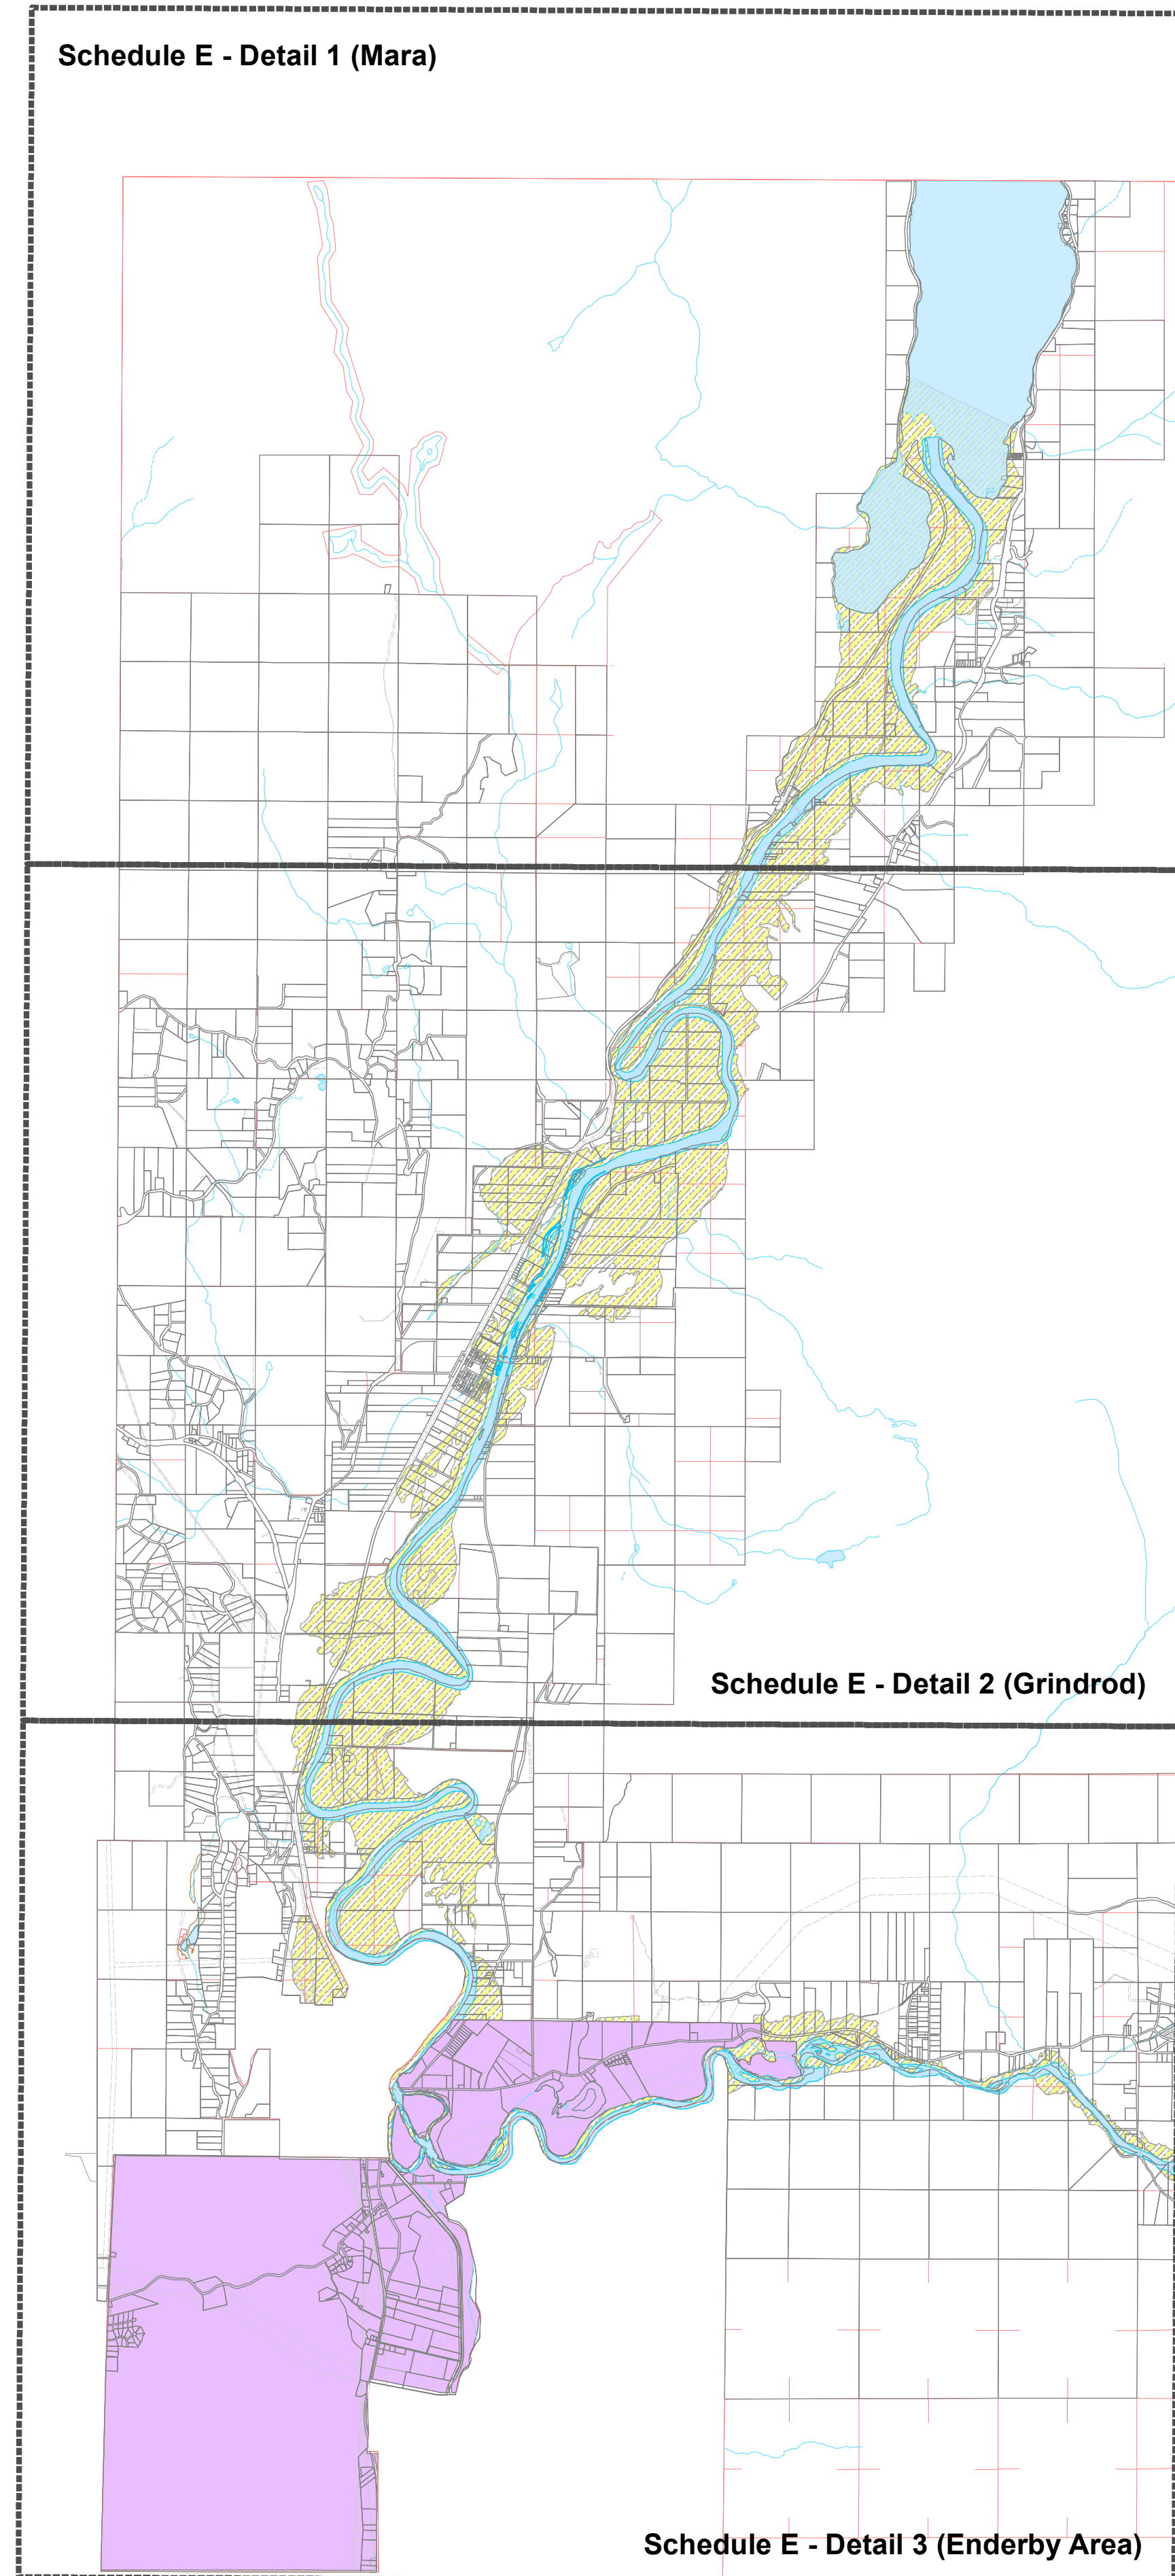 Schedule E - Detail 1 (Mara)
Schedule E - Detail 2 (Grindrod)
Schedule E - Detail 3 (Enderby Area)